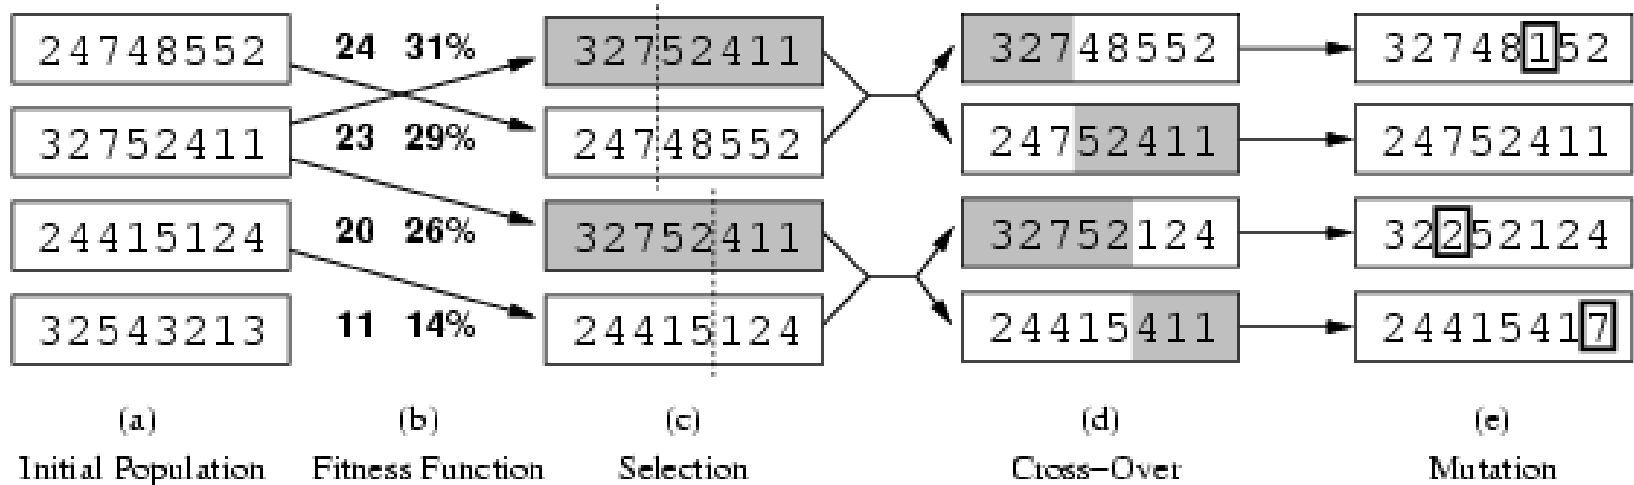 24748552 24 31% 32752411 32748552 32748152
32752411 23 29% 24748552 24752411 24752411
24415124 20 26% 32752411 32752124 32252124
32543213 11 14% 24415124 24415411 24415417
(a) (b) (c) (d) (e)
Initial Population Fitness Function Selection Cross-Over Mutation